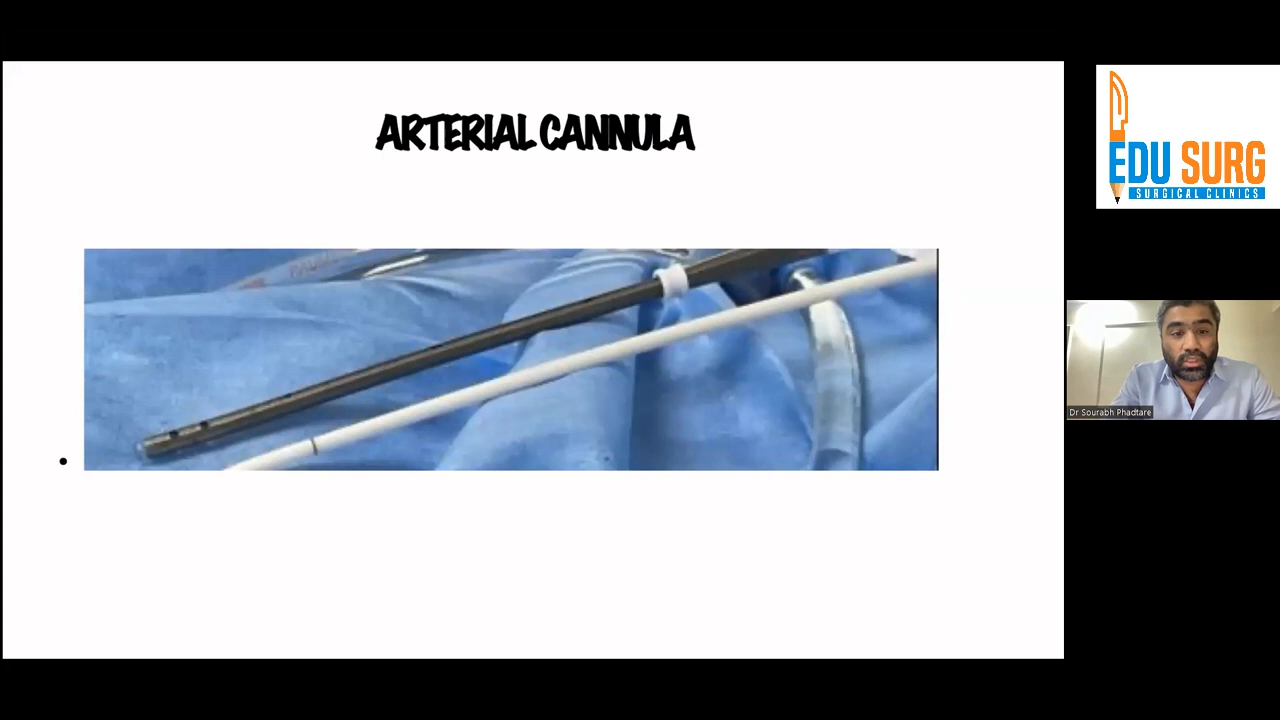 ARTERIAL CANNULA
EDU SURG
SURGICAL CLINICS
Dr Sourabh Phadtare